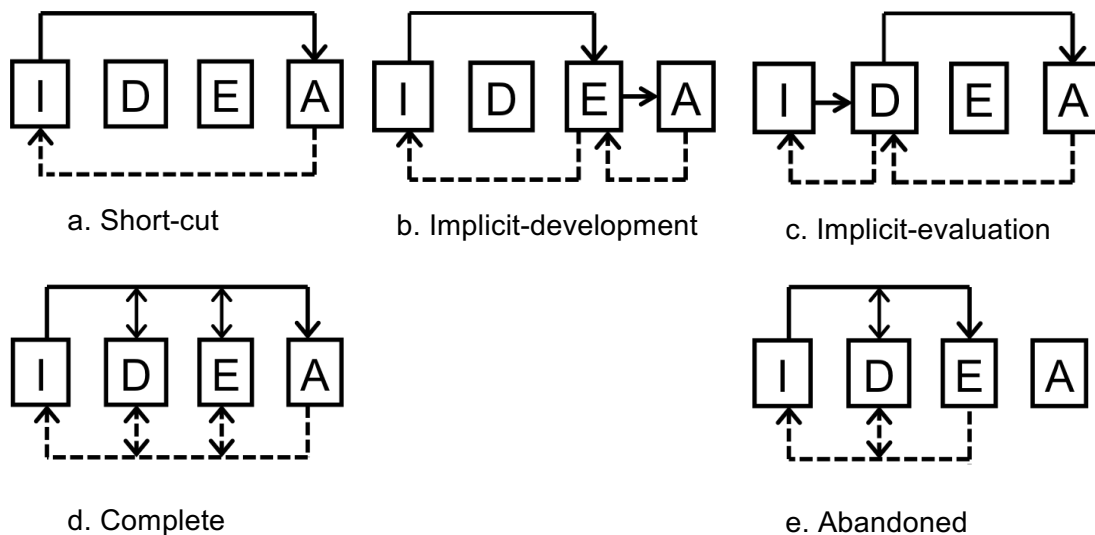 I D E A
I D E A
I D E A
a. Short-cut
b. Implicit-development
c. Implicit-evaluation
I D E A
I D E A
d. Complete
e. Abandoned